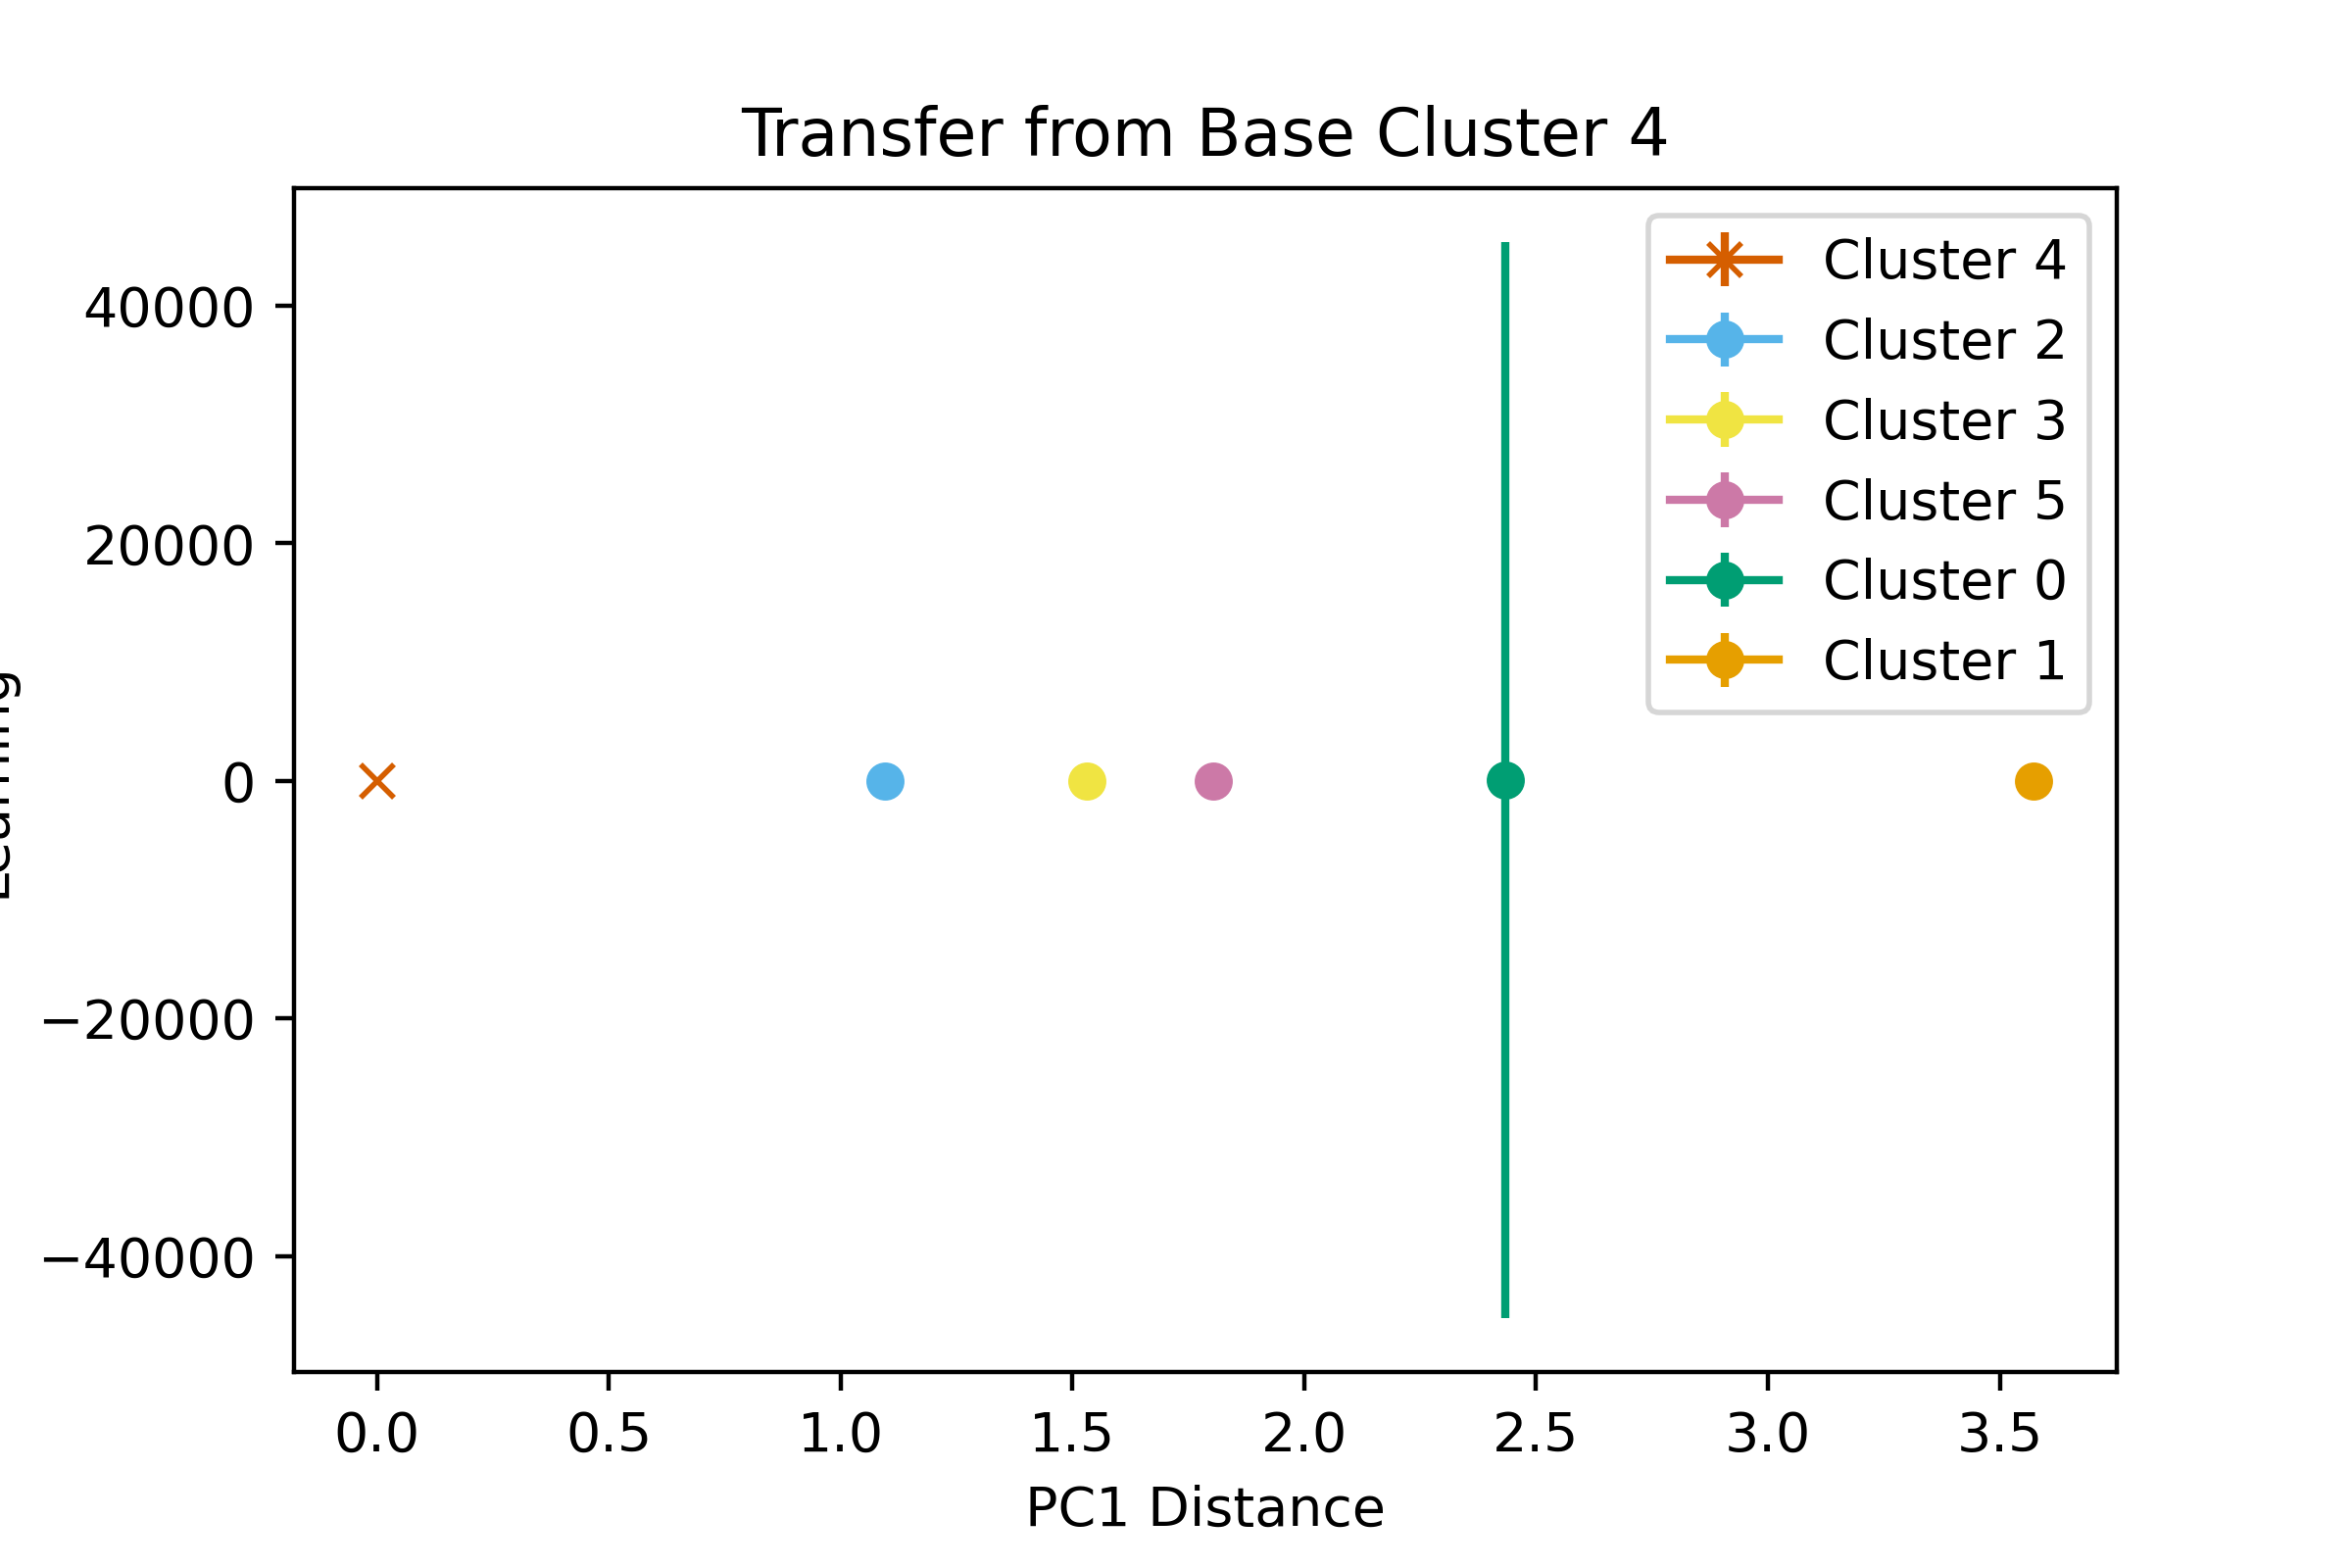 Transfer from Base Cluster 4
40000
20000
0
−20000
−40000
Cluster 4
Cluster 2
Cluster 3
Cluster 5
Cluster 0
Cluster 1
0.0 0.5 1.0 1.5 2.0 2.5 3.0 3.5
PC1 Distance